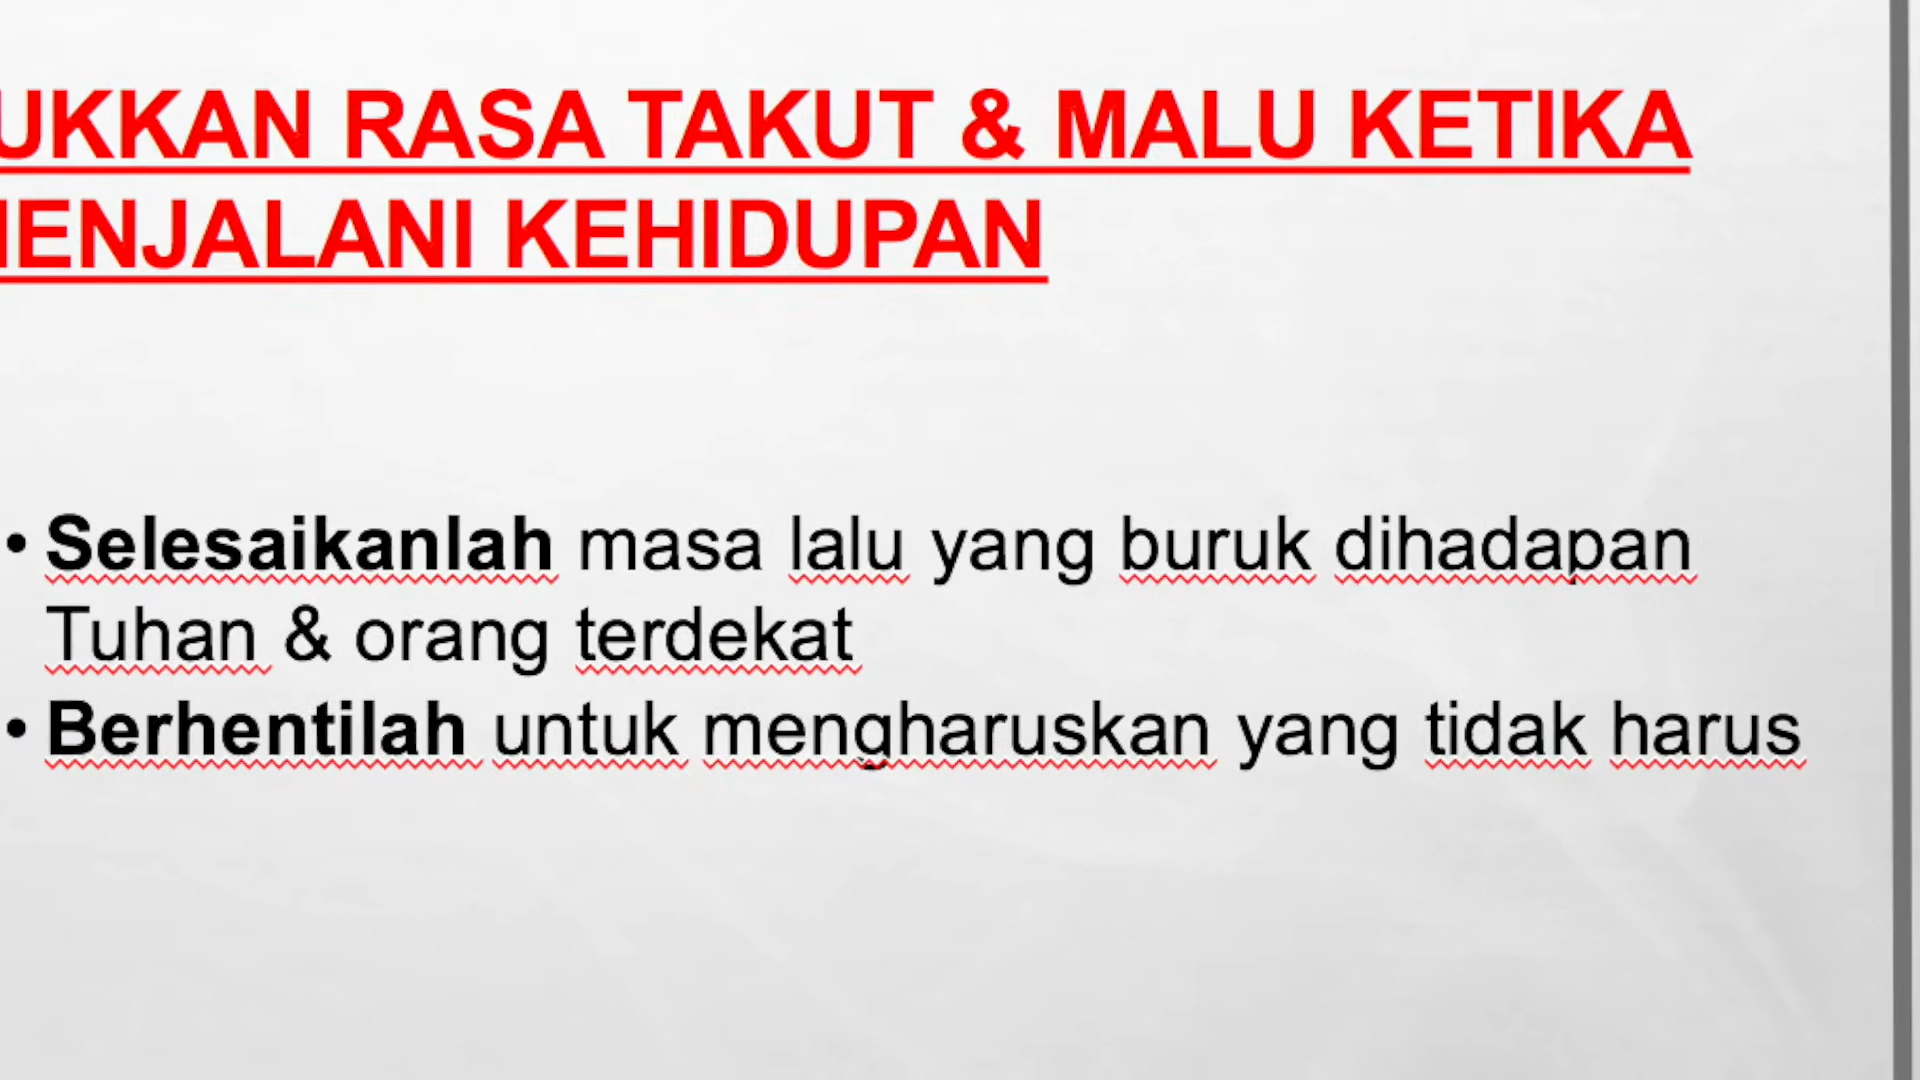 UKKAN RASA TAKUT & MALU KETIKA
ENJALANI KEHIDUPAN
• Selesaikanlah masa lalu yang buruk dihadapan
Tuhan & orang terdekat
• Berhentilah untuk mengharuskan yang tidak harus